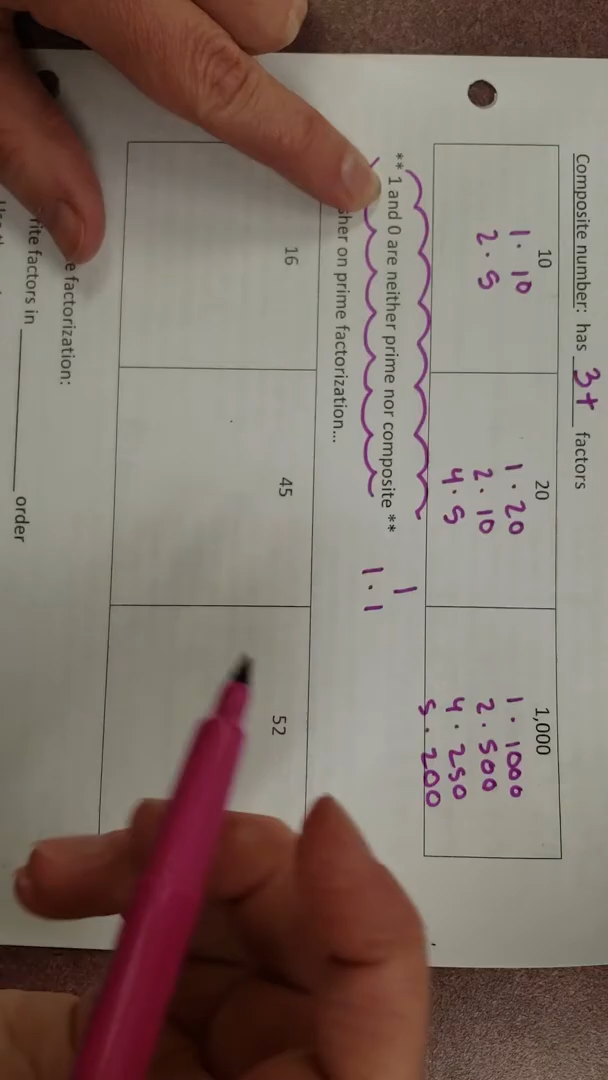 Composite number: has 3+ factors
10
1 · 10
2 · 5
20
1 · 20
2 · 10
4 · 5
1,000
1 · 1000
2 · 500
4 · 250
5 · 200
** 1 and 0 are neither prime nor composite **
1
1 · 1
on prime factorization...
16
45
52
factorization:
factors in ____________ order